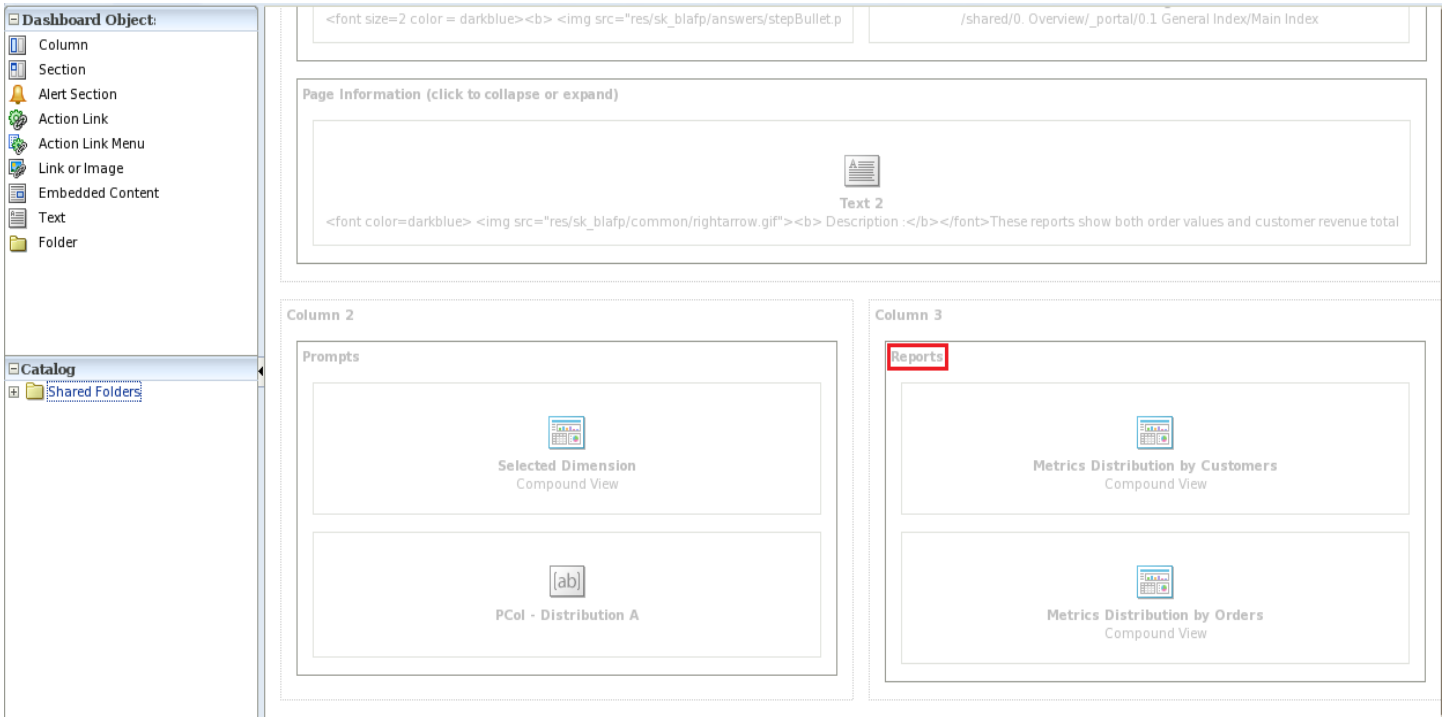 Dashboard Objects
Column
Section
Alert Section
Action Link
Action Link Menu
Link or Image
Embedded Content
Text
Folder
Catalog
Shared Folders
<font size=2 color = darkblue><b> <img src="res/sk_blafp/answers/stepBullet.p
/shared/0. Overview/_portal/0.1 General Index/Main Index
Page Information (click to collapse or expand)
Text 2
<font color=darkblue> <img src="res/sk_blafp/common/rightarrow.gif"><b> Description :</b></font>These reports show both order values and customer revenue total
Column 2
Prompts
Selected Dimension
Compound View
[ab]
PCol - Distribution A
Column 3
Reports
Metrics Distribution by Customers
Compound View
Metrics Distribution by Orders
Compound View